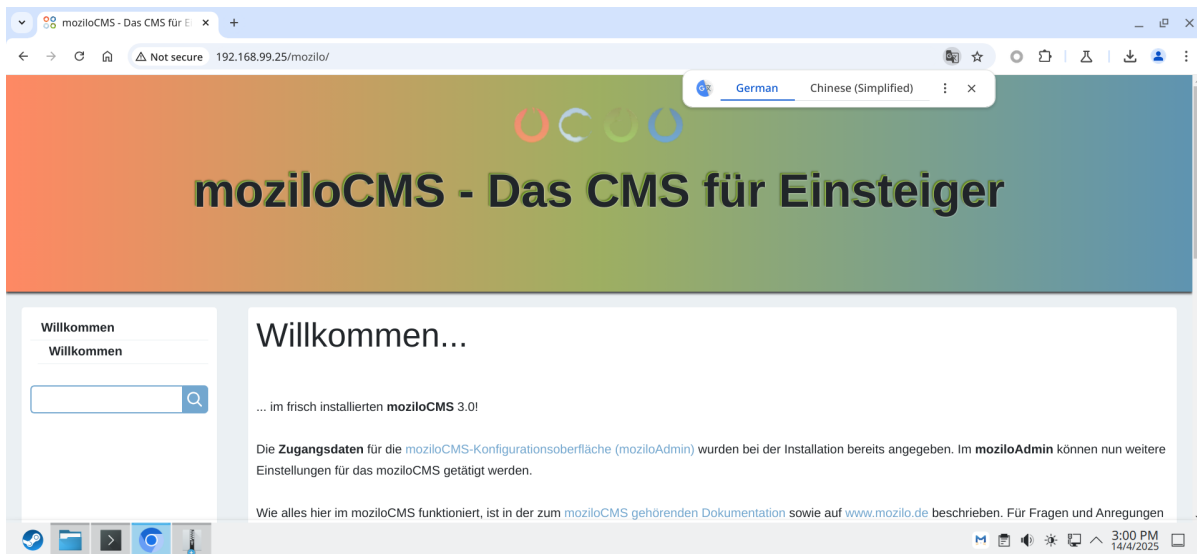 moziloCMS - Das CMS für Ei
Not secure 192.168.99.25/mozilo/
German Chinese (Simplified)
moziloCMS - Das CMS für Einsteiger
Willkommen
Willkommen
Willkommen...
... im frisch installierten moziloCMS 3.0!
Die Zugangsdaten für die moziloCMS-Konfigurationsoberfläche (moziloAdmin) wurden bei der Installation bereits angegeben. Im moziloAdmin können nun weitere
Einstellungen für das moziloCMS getätigt werden.
Wie alles hier im moziloCMS funktioniert, ist in der zum moziloCMS gehörenden Dokumentation sowie auf www.mozilo.de beschrieben. Für Fragen und Anregungen
3:00 PM
14/4/2025